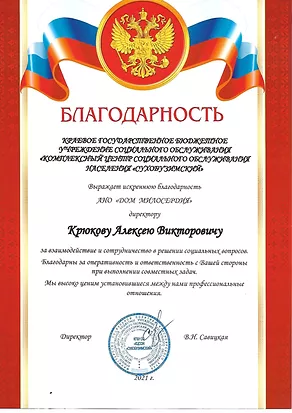 БЛАГОДАРНОСТЬ
КРАЕВОЕ ГОСУДАРСТВЕННОЕ БЮДЖЕТНОЕ
УЧРЕЖДЕНИЕ СОЦИАЛЬНОГО ОБСЛУЖИВАНИЯ
«КОМПЛЕКСНЫЙ ЦЕНТР СОЦИАЛЬНОГО ОБСЛУЖИВАНИЯ
НАСЕЛЕНИЯ «СУХОБУЗИМСКИЙ»
Выражает искреннюю благодарность
АНО «ДОМ МИЛОСЕРДИЯ»
директору
Крюкову Алексею Викторовичу
за взаимодействие и сотрудничество в решении социальных вопросов.
Благодарны за оперативность и ответственность с Вашей стороны
при выполнении совместных задач.
Мы высоко ценим установившиеся между нами профессиональные
отношения.
Директор В.Н. Савицкая
2021 г.